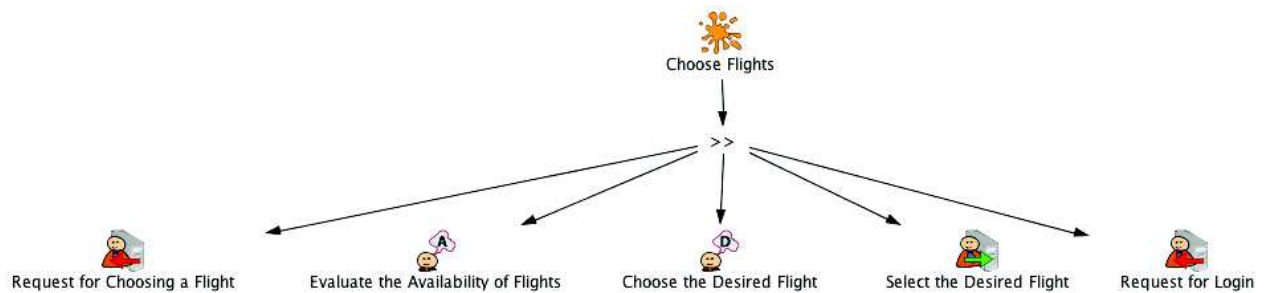 Choose Flights
>>
A
D
Request for Choosing a Flight
Evaluate the Availability of Flights
Choose the Desired Flight
Select the Desired Flight
Request for Login